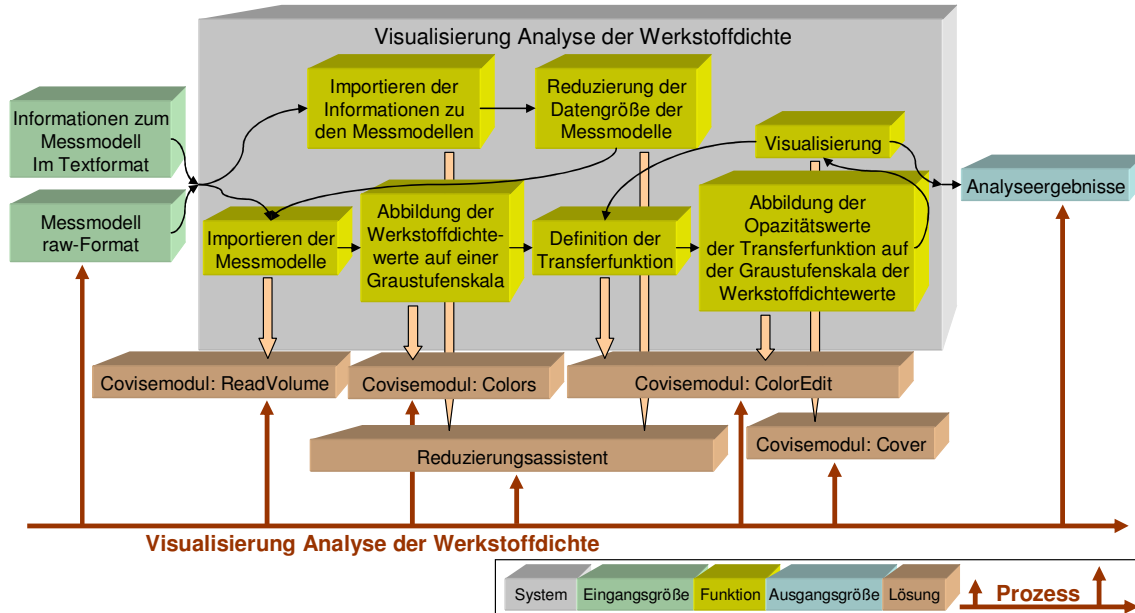 Visualisierung Analyse der Werkstoffdichte
Informationen zum
Messmodell
Im Textformat
Messmodell
raw-Format
Importieren der
Informationen zu
den Messmodellen
Reduzierung der
Datengröße der
Messmodelle
Visualisierung
Analyseergebnisse
Importieren der
Messmodelle
Abbildung der
Werkstoffdichte-
werte auf einer
Graustufenskala
Definition der
Transferfunktion
Abbildung der
Opazitätswerte
der Transferfunktion auf
der Graustufenskala der
Werkstoffdichtewerte
Covisemodul: ReadVolume
Covisemodul: Colors
Covisemodul: ColorEdit
Reduzierungsassistent
Covisemodul: Cover
Visualisierung Analyse der Werkstoffdichte
System
Eingangsgröße
Funktion
Ausgangsgröße
Lösung
Prozess